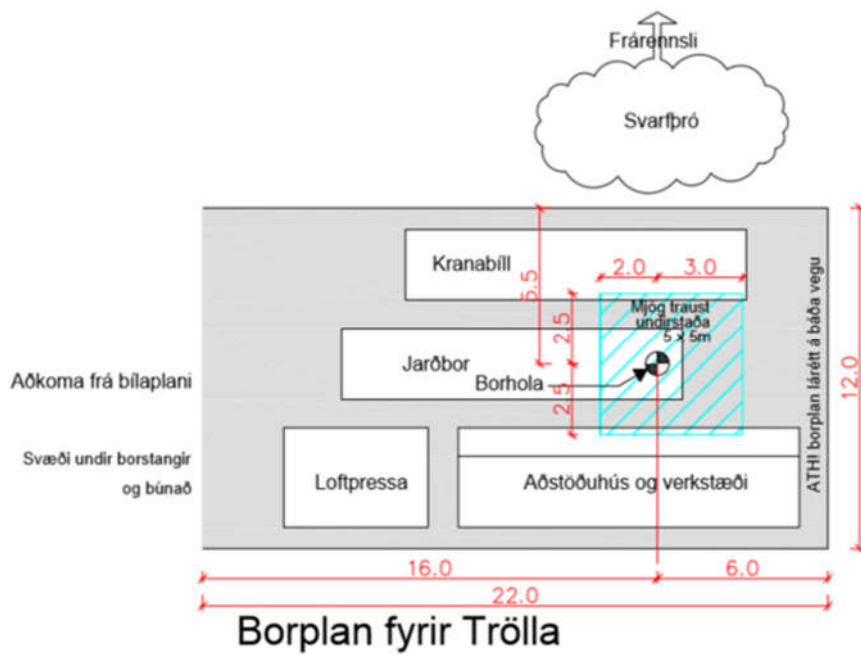 Frárennsli
Svarfþró
Kranabíll
2.0
3.0
5.5
2.5
Mjög traust
undirstaða
5 × 5m
Jarðbor
Borhola
2.5
Aðkoma frá bílaplani
Svæði undir borstangir
og búnað
Loftpressa
Aðstöðuhús og verkstæði
ATH! borplan lárétt á báða vegu
12.0
16.0
6.0
22.0
Borplan fyrir Trölla